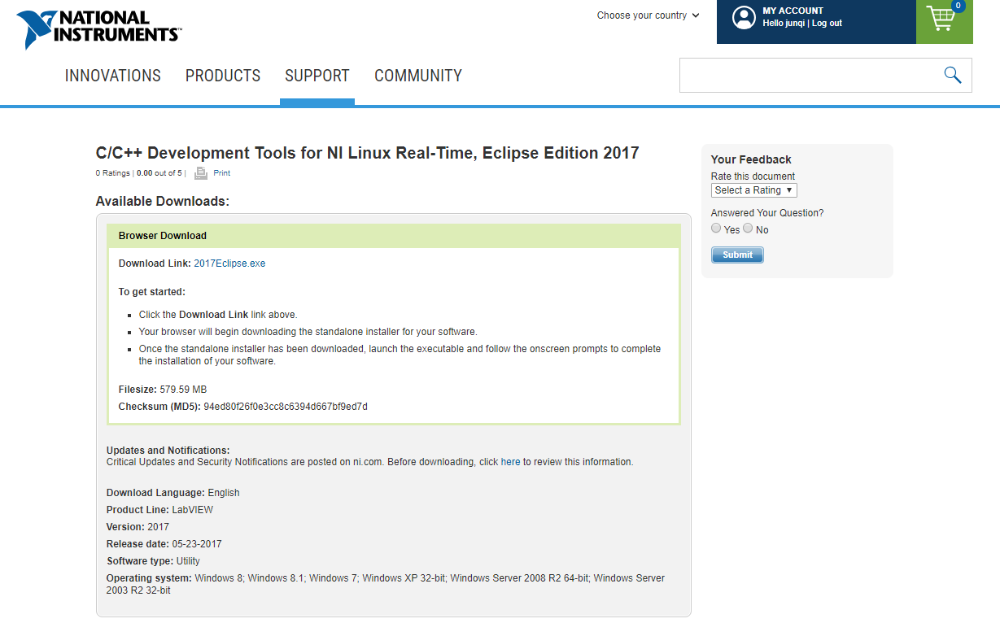 NATIONAL
INSTRUMENTS™
Choose your country
MY ACCOUNT
Hello junqi | Log out
0
INNOVATIONS PRODUCTS SUPPORT COMMUNITY
C/C++ Development Tools for NI Linux Real-Time, Eclipse Edition 2017
0 Ratings | 0.00 out of 5 | Print
Available Downloads:
Browser Download
Download Link: 2017Eclipse.exe
To get started:
Click the Download Link link above.
Your browser will begin downloading the standalone installer for your software.
Once the standalone installer has been downloaded, launch the executable and follow the onscreen prompts to complete
the installation of your software.
Filesize: 579.59 MB
Checksum (MD5): 94ed80f26f0e3cc8c6394d667bf9ed7d
Updates and Notifications:
Critical Updates and Security Notifications are posted on ni.com. Before downloading, click here to review this information.
Download Language: English
Product Line: LabVIEW
Version: 2017
Release date: 05-23-2017
Software type: Utility
Operating system: Windows 8; Windows 8.1; Windows 7; Windows XP 32-bit; Windows Server 2008 R2 64-bit; Windows Server
2003 R2 32-bit
Your Feedback
Rate this document
Select a Rating
Answered Your Question?
Yes No
Submit